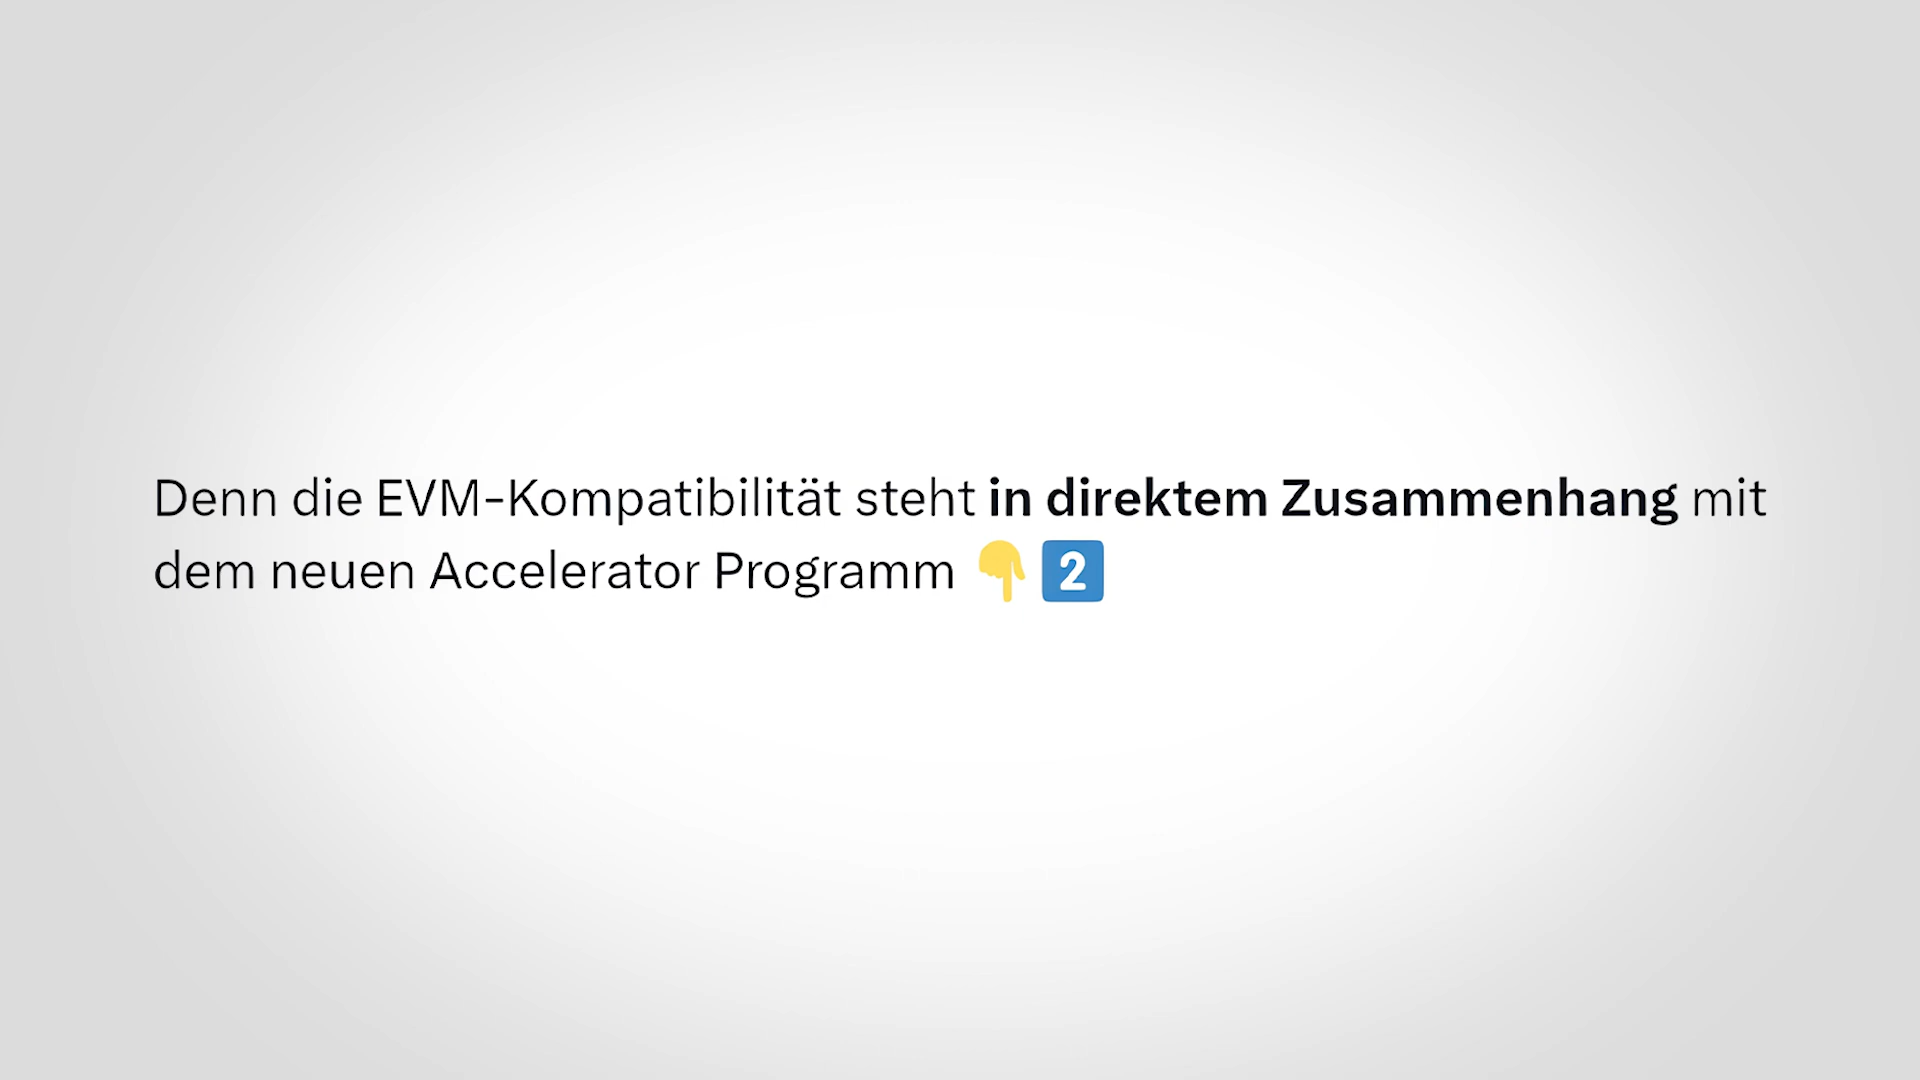 Denn die EVM-Kompatibilität steht in direktem Zusammenhang mit
dem neuen Accelerator Programm 👇 2️⃣